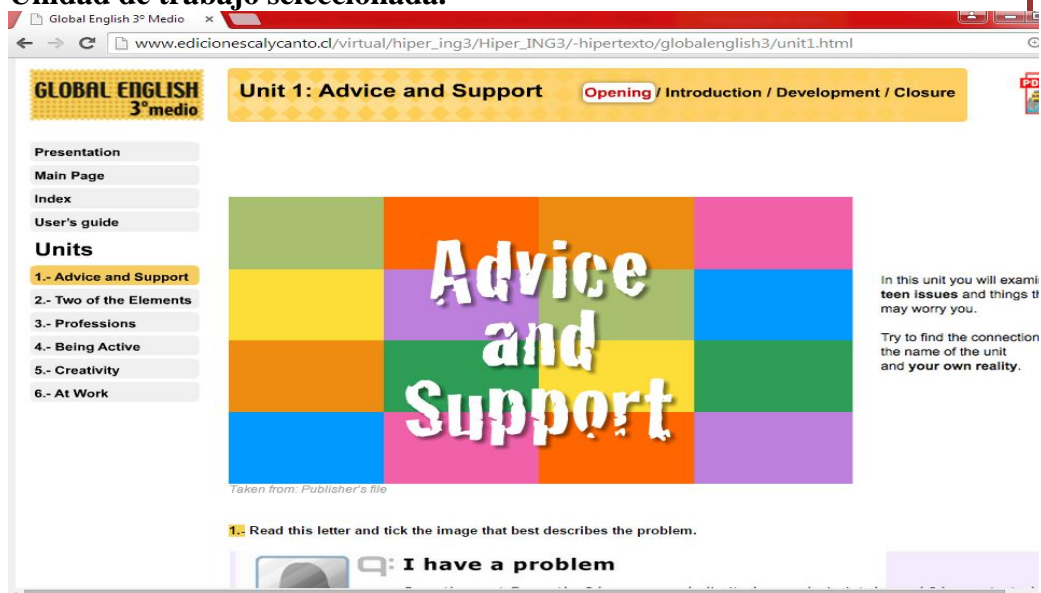 Unidad de trabajo seleccionada.
Global English 3º Medio
www.edicionescalycanto.cl/virtual/hiper_ing3/Hiper_ING3/-hipertexto/globalenglish3/unit1.html
GLOBAL ENGLISH
3ºmedio
Unit 1: Advice and Support
Opening / Introduction / Development / Closure
PD
Presentation
Main Page
Index
User's guide
Units
1.- Advice and Support
2.- Two of the Elements
3.- Professions
4.- Being Active
5.- Creativity
6.- At Work
Advice
and
Support
In this unit you will exami
teen issues and things th
may worry you.
Try to find the connection
the name of the unit
and your own reality.
Taken from: Publisher's file
1.- Read this letter and tick the image that best describes the problem.
Q: I have a problem